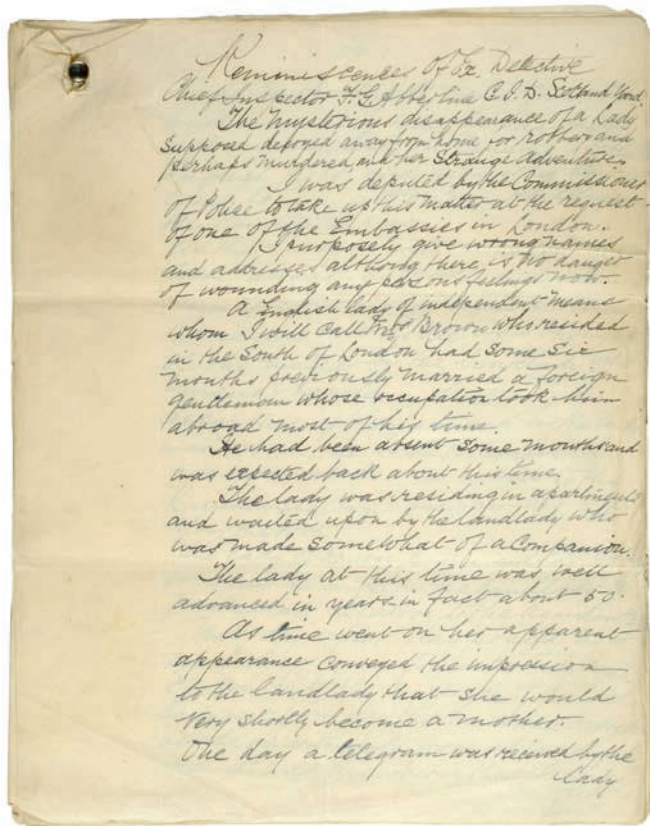 Reminiscences of Ex. Detective
Chief Inspector F. G. Abberline C. I. D. Scotland Yard.
The mysterious disappearance of a Lady
supposed decoyed away from home for robbery and
perhaps murdered, and her Strange Adventure.
I was deputed by the Commissioner
of Police to take up this matter at the request
of one of the Embassies in London.
I purposely give wrong names
and addresses although there is no danger
of wounding any persons feelings now.
A English lady of independent means
whom I will call Mrs Brown who resided
in the South of London had some Six
months previously married a foreign
gentleman whose occupation took him
abroad most of his time.
He had been absent some months and
was expected back about this time.
The lady was residing in apartments
and waited upon by the landlady who
was made somewhat of a Companion.
The lady at this time was well
advanced in years in fact about 50.
As time went on her apparent
appearance conveyed the impression
to the landlady that she would
very shortly become a mother.
One day a telegram was received by the
Lady